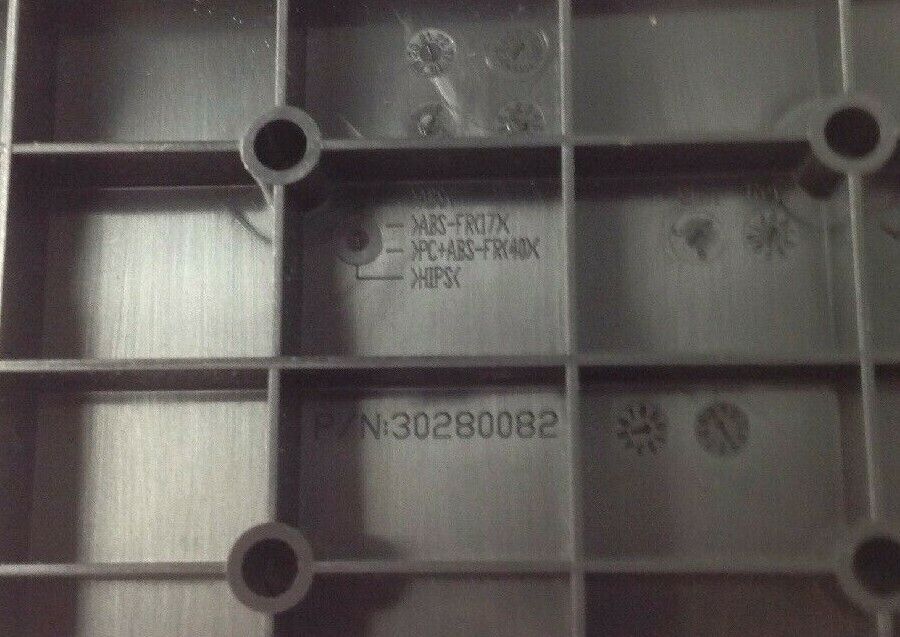 >ABS-FR(17)<
>PC+ABS-FR(40)<
>HIPS<
P/N:30280082